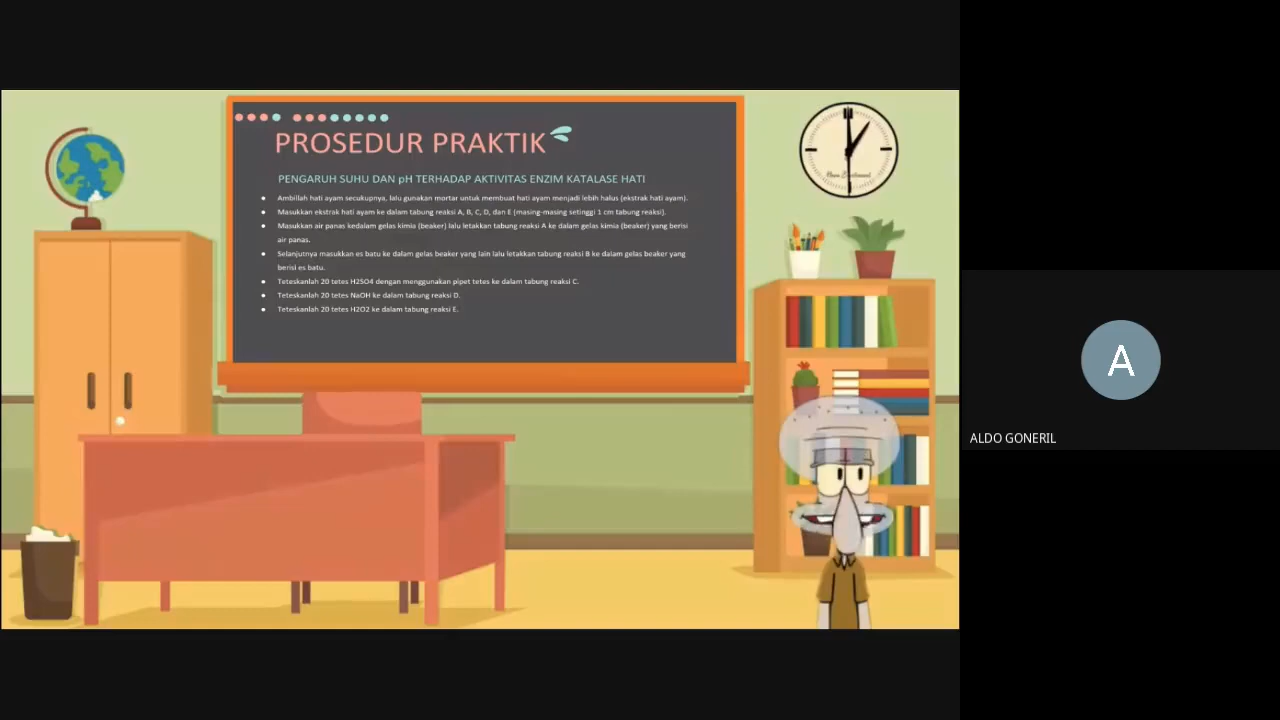 PROSEDUR PRAKTIK
PENGARUH SUHU DAN pH TERHADAP AKTIVITAS ENZIM KATALASE HATI
● Ambillah hati ayam secukupnya, lalu gunakan mortar untuk membuat hati ayam menjadi lebih halus (ekstrak hati ayam).
● Masukkan ekstrok hati ayam ke dalam tabung reaksi A, B, C, D, dan E (masing-masing setinggi 1 cm tabung reaksi).
● Masukkan air panas kedalam gelas kimia (beaker) lalu letakkan tabung reaksi A ke dalam gelas kimia (beaker) yang berisi
air panas.
● Selanjutnya masukkan es batu ke dalam gelas beaker yang lain lalu letakkan tabung reaksi B ke dalam gelas beaker yang
berisi es batu.
● Teteskanlah 20 tetes H2SO4 dengan menggunakan pipet tetes ke dalam tabung reaksi C.
● Teteskanlah 20 tetes NaOH ke dalam tabung reaksi D.
● Teteskanlah 20 tetes H2O2 ke dalam tabung reaksi E.
A
ALDO GONERIL